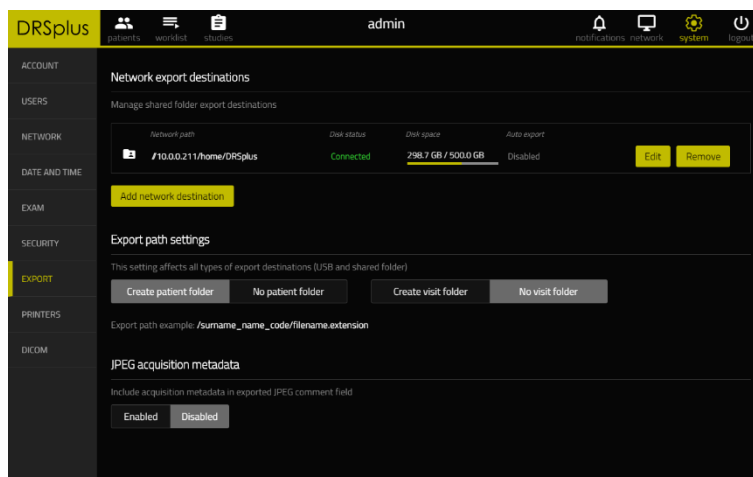 DRSplus
patients worklist studies
admin
notifications network system logout
ACCOUNT
USERS
NETWORK
DATE AND TIME
EXAM
SECURITY
EXPORT
PRINTERS
DICOM
Network export destinations
Manage shared folder export destinations
Network path Disk status Disk space Auto export
//10.0.0.211/home/DRSplus Connected 298.7 GB / 500.0 GB Disabled Edit Remove
Add network destination
Export path settings
This setting affects all types of export destinations (USB and shared folder)
Create patient folder No patient folder Create visit folder No visit folder
Export path example: /surname_name_code/filename.extension
JPEG acquisition metadata
Include acquisition metadata in exported JPEG comment field
Enabled Disabled